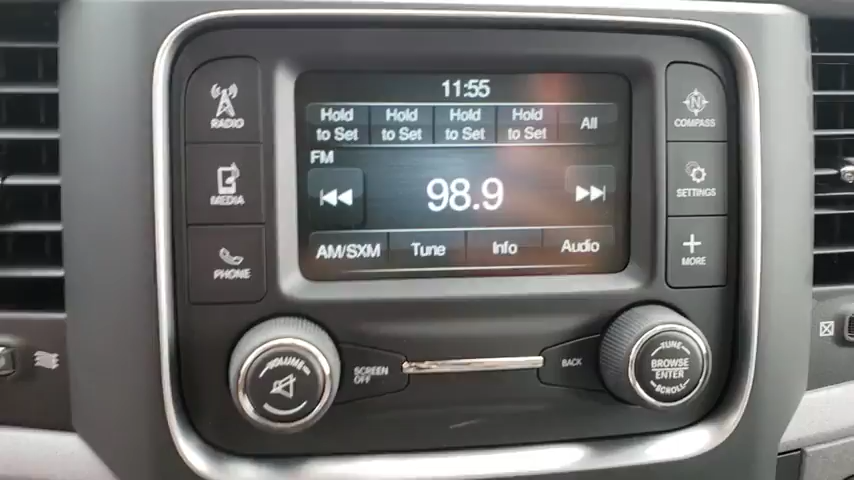 11:55
Hold to Set
Hold to Set
Hold to Set
Hold to Set
All
FM
98.9
AM/SXM
Tune
Info
Audio
RADIO
MEDIA
PHONE
N
COMPASS
SETTINGS
MORE
VOLUME
SCREEN
OFF
BACK
TUNE
BROWSE
ENTER
SCROLL